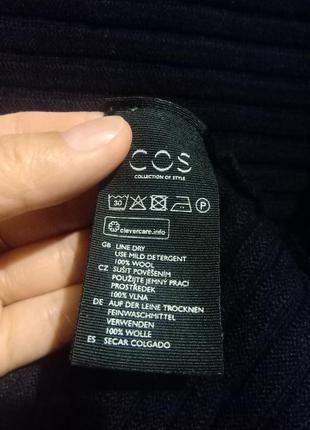 COS
COLLECTION OF STYLE
30
P
clevercare.info
GB LINE DRY
USE MILD DETERGENT
100% WOOL
CZ SUŠIT POVĚŠENÍM
POUŽIJTE JEMNÝ PRACÍ
PROSTŘEDEK
100% VLNA
DE AUF DER LEINE TROCKNEN
FEINWASCHMITTEL
VERWENDEN
100% WOLLE
ES SECAR COLGADO